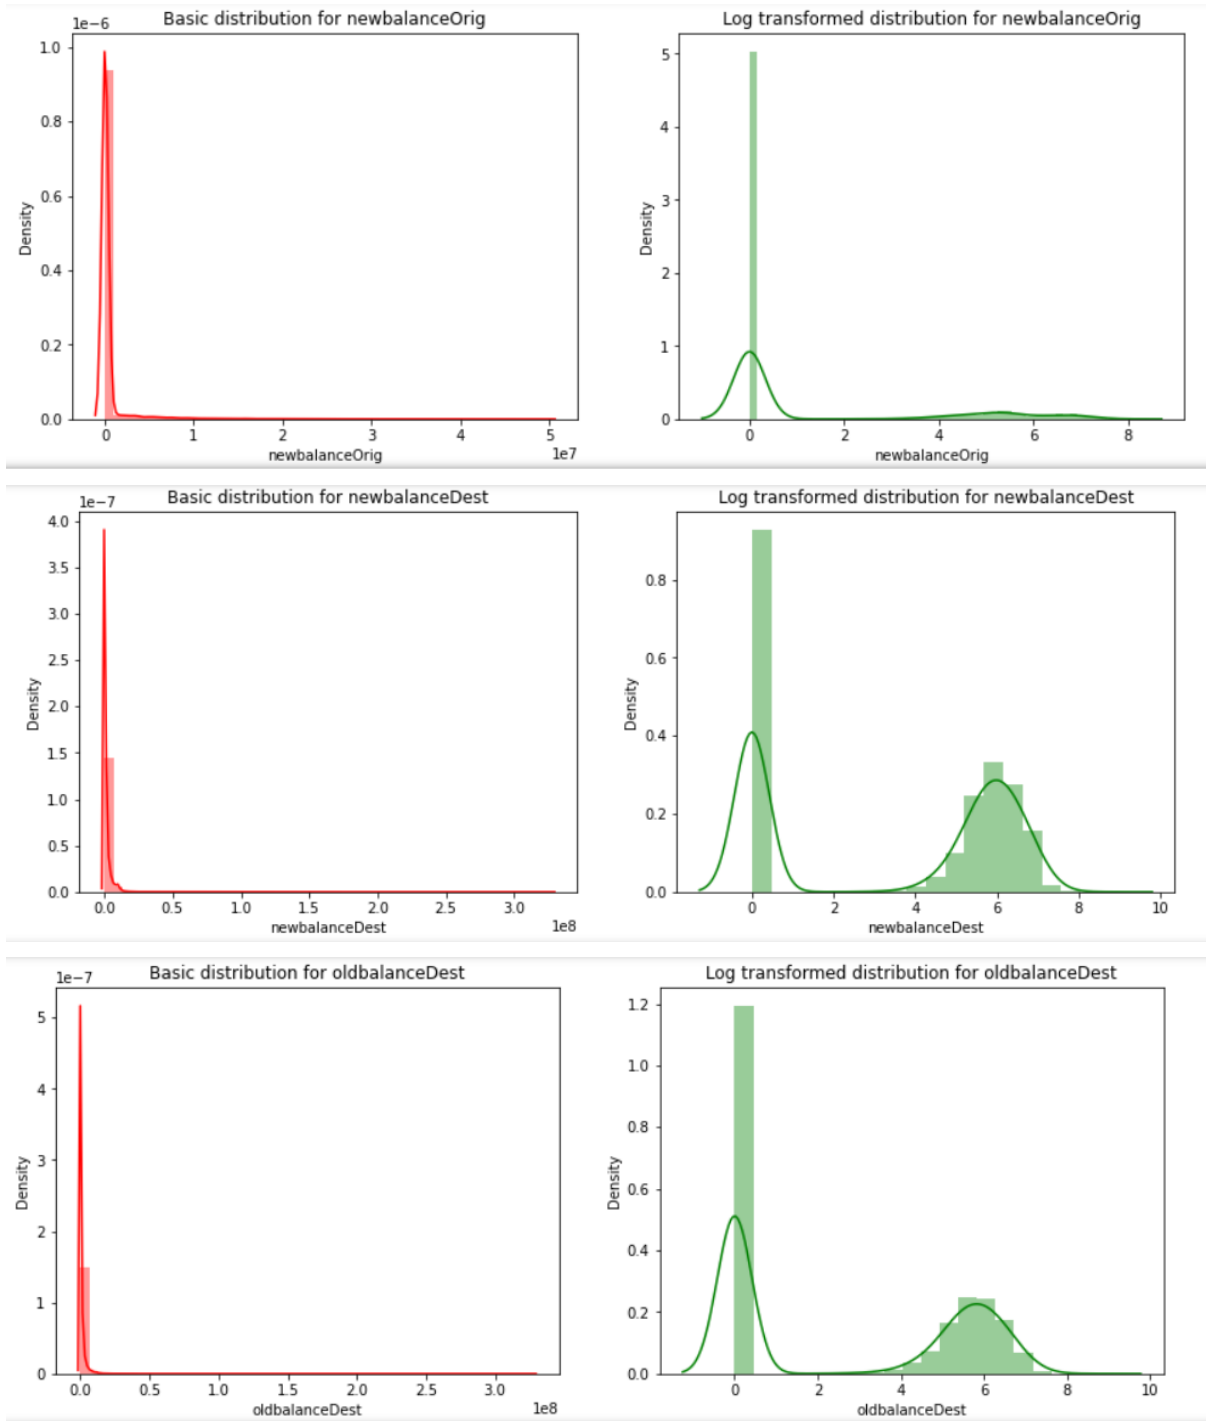 Basic distribution for newbalanceOrig
1e−6
1.0
0.8
0.6
0.4
0.2
0.0
Density
0 1 2 3 4 5
1e7
newbalanceOrig
Log transformed distribution for newbalanceOrig
5
4
3
2
1
0
Density
0 2 4 6 8
newbalanceOrig
Basic distribution for newbalanceDest
1e−7
4.0
3.5
3.0
2.5
2.0
1.5
1.0
0.5
0.0
Density
0.0 0.5 1.0 1.5 2.0 2.5 3.0
1e8
newbalanceDest
Log transformed distribution for newbalanceDest
0.8
0.6
0.4
0.2
0.0
Density
0 2 4 6 8 10
newbalanceDest
Basic distribution for oldbalanceDest
1e−7
5
4
3
2
1
0
Density
0.0 0.5 1.0 1.5 2.0 2.5 3.0
1e8
oldbalanceDest
Log transformed distribution for oldbalanceDest
1.2
1.0
0.8
0.6
0.4
0.2
0.0
Density
0 2 4 6 8 10
oldbalanceDest